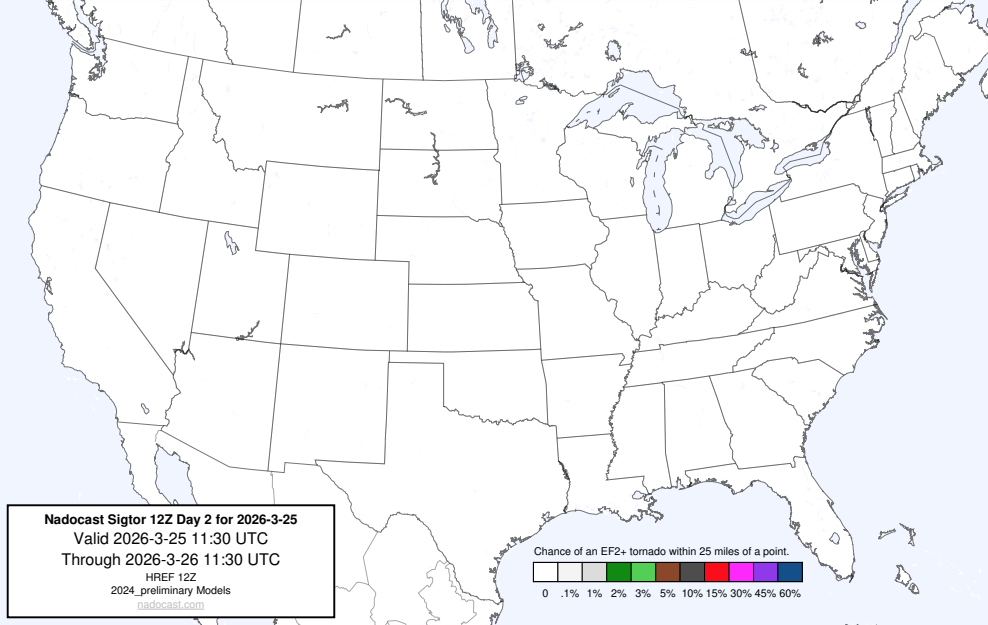 Nadocast Sigtor 12Z Day 2 for 2026-3-25
Valid 2026-3-25 11:30 UTC
Through 2026-3-26 11:30 UTC
HREF 12Z
2024_preliminary Models
nadocast.com
Chance of an EF2+ tornado within 25 miles of a point.
0 .1% 1% 2% 3% 5% 10% 15% 30% 45% 60%